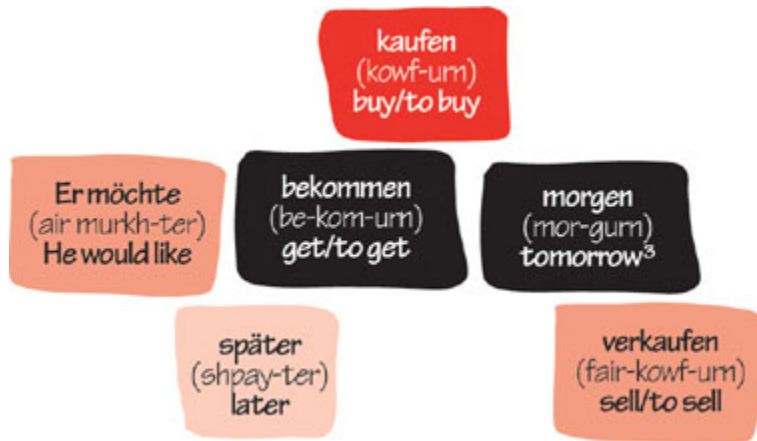 kaufen
(kowf-urn)
buy/to buy
Er möchte
(air murkh-ter)
He would like
bekommen
(be-kom-urn)
get/to get
morgen
(mor-gurn)
tomorrow³
später
(shpay-ter)
later
verkaufen
(fair-kowf-urn)
sell/to sell